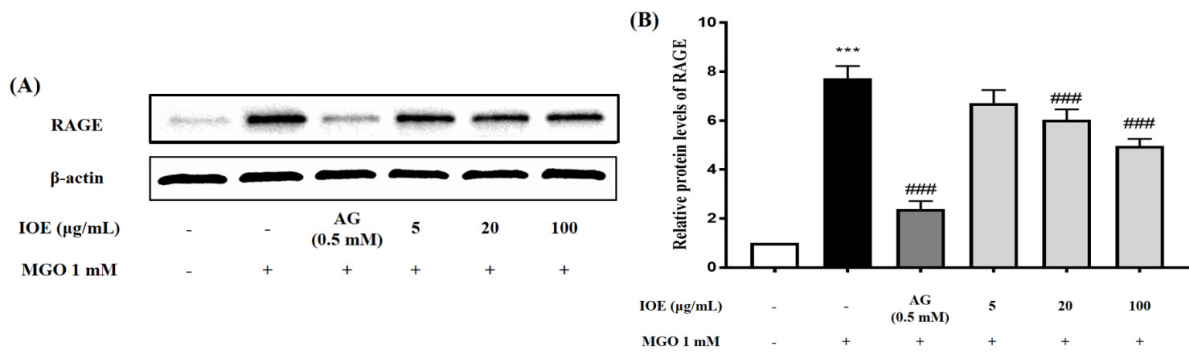 (A)
RAGE
β-actin
IOE (μg/mL) - - AG (0.5 mM) 5 20 100
MGO 1 mM - + + + + +
(B)
Relative protein levels of RAGE
10
8
6
4
2
0
***
###
###
###
IOE (μg/mL) - - AG (0.5 mM) 5 20 100
MGO 1 mM - + + + + +